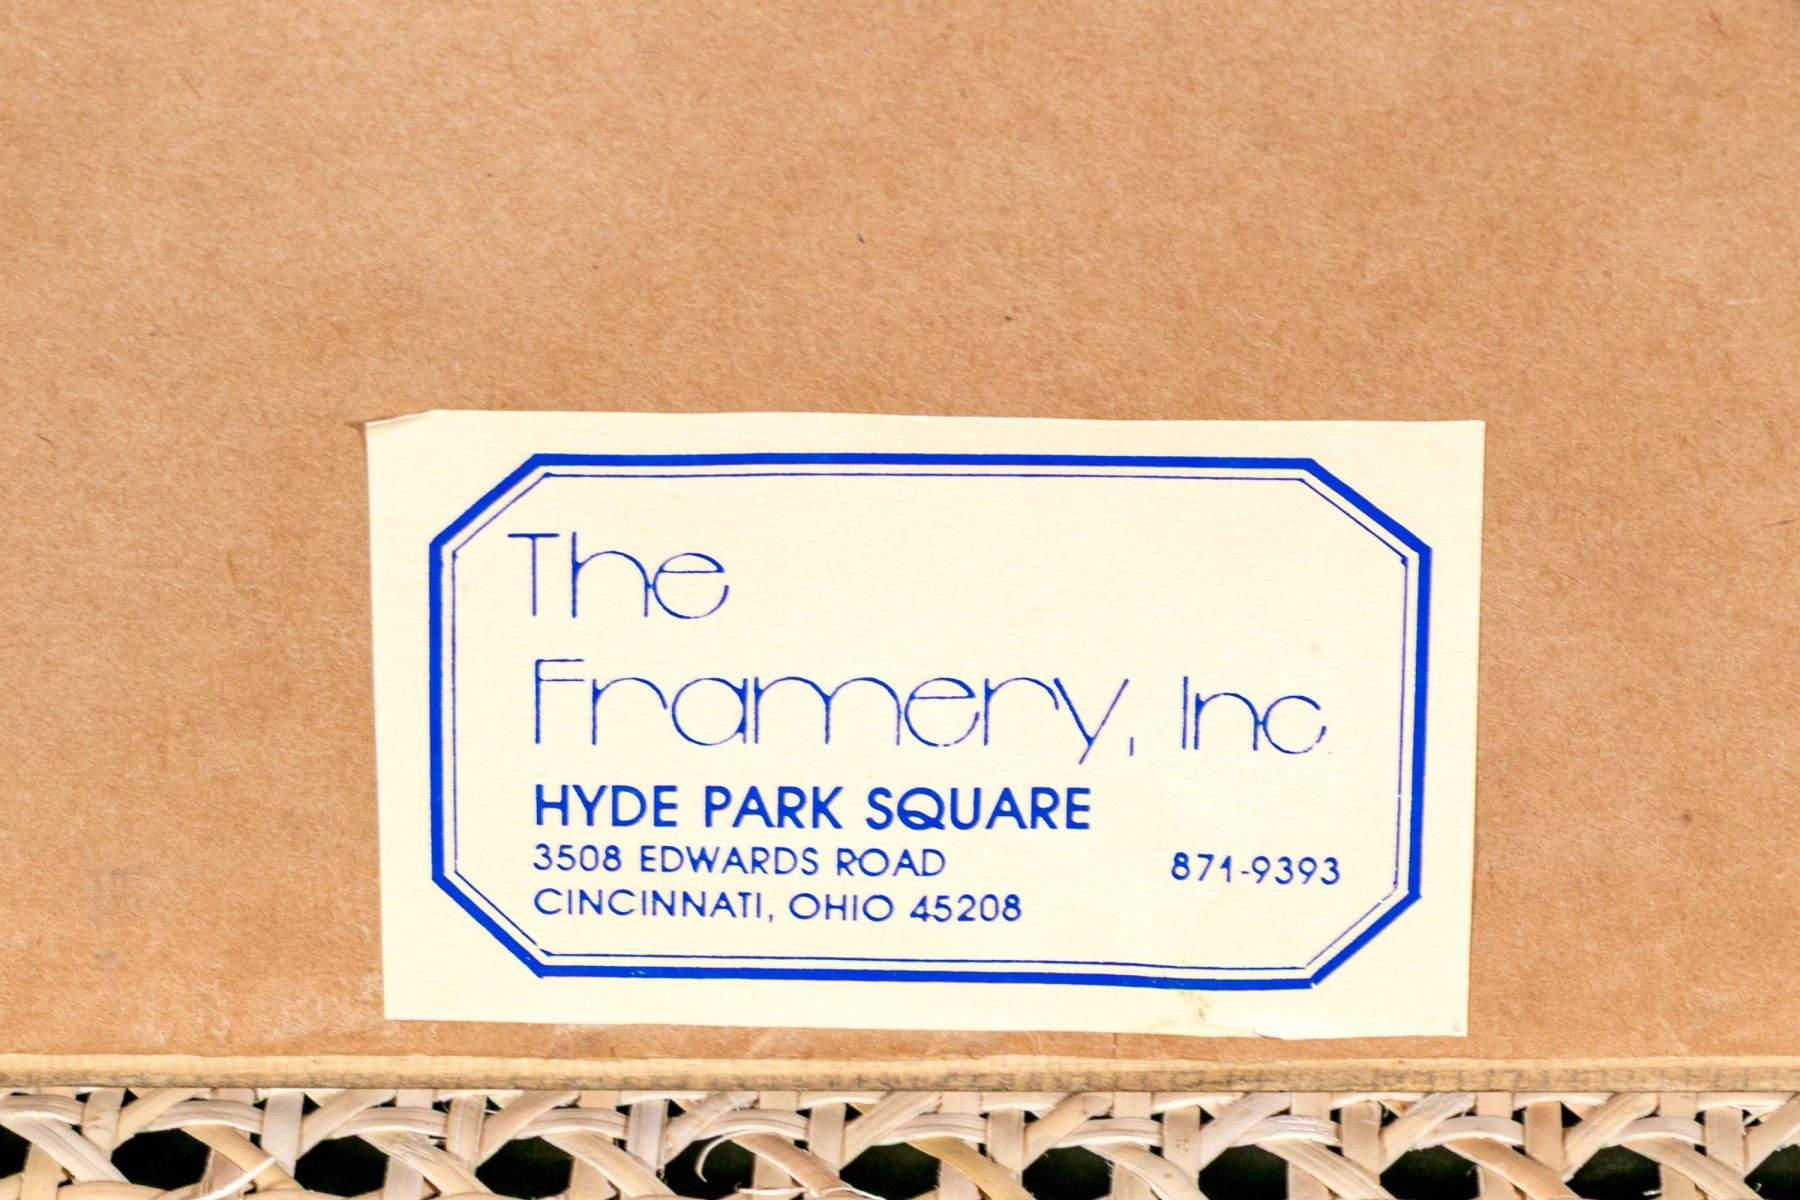 The
Framery, Inc.
HYDE PARK SQUARE
3508 EDWARDS ROAD 871-9393
CINCINNATI, OHIO 45208